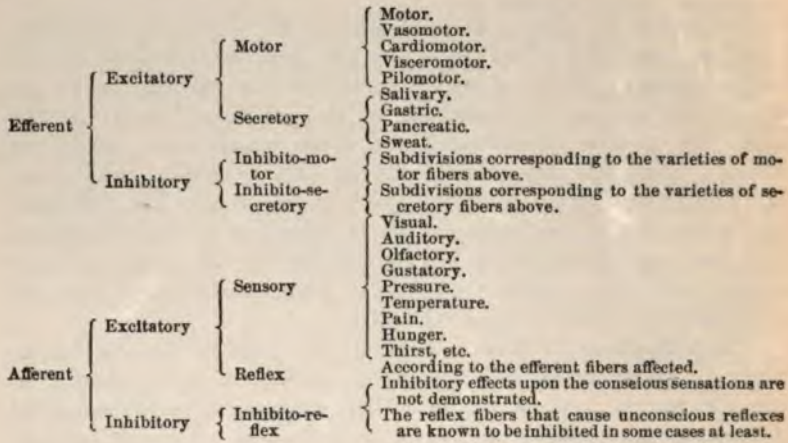 Motor.
Vasomotor.
Cardiomotor.
Visceromotor.
Pilomotor.
Motor
Excitatory
Salivary.
Gastric.
Pancreatic.
Sweat.
Secretory
Efferent
Inhibitory
Inhibito-mo-
tor
Subdivisions corresponding to the varieties of mo-
tor fibers above.
Inhibito-se-
cretory
Subdivisions corresponding to the varieties of se-
cretory fibers above.
Visual.
Auditory.
Olfactory.
Gustatory.
Pressure.
Temperature.
Pain.
Hunger.
Thirst, etc.
Sensory
Excitatory
Reflex
According to the efferent fibers affected.
Afferent
Inhibitory
Inhibito-re-
flex
Inhibitory effects upon the conscious sensations are
not demonstrated.
The reflex fibers that cause unconscious reflexes
are known to be inhibited in some cases at least.